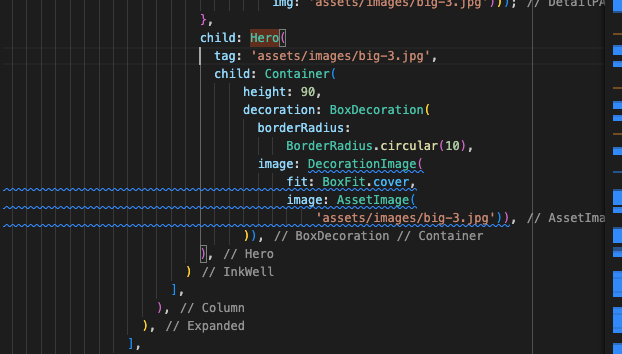 img: 'assets/images/big-3.jpg'))); // DetailPA
},
child: Hero(
tag: 'assets/images/big-3.jpg',
child: Container(
height: 90,
decoration: BoxDecoration(
borderRadius:
BorderRadius.circular(10),
image: DecorationImage(
fit: BoxFit.cover,
image: AssetImage(
'assets/images/big-3.jpg')), // AssetIma
)), // BoxDecoration // Container
), // Hero
) // InkWell
],
), // Column
), // Expanded
],